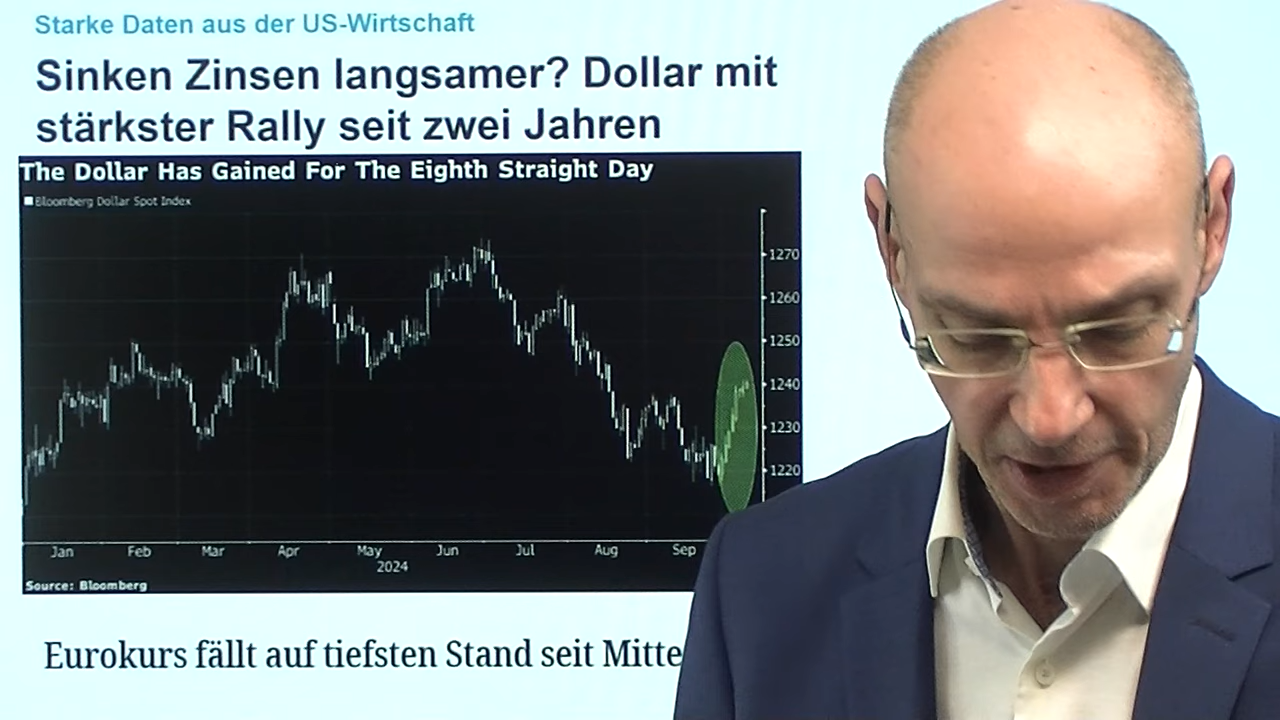 Starke Daten aus der US-Wirtschaft
Sinken Zinsen langsamer? Dollar mit
stärkster Rally seit zwei Jahren
The Dollar Has Gained For The Eighth Straight Day
Bloomberg Dollar Spot Index
1270
1260
1250
1240
1230
1220
Jan Feb Mar Apr May Jun Jul Aug Sep
2024
Source: Bloomberg
Eurokurs fällt auf tiefsten Stand seit Mitte